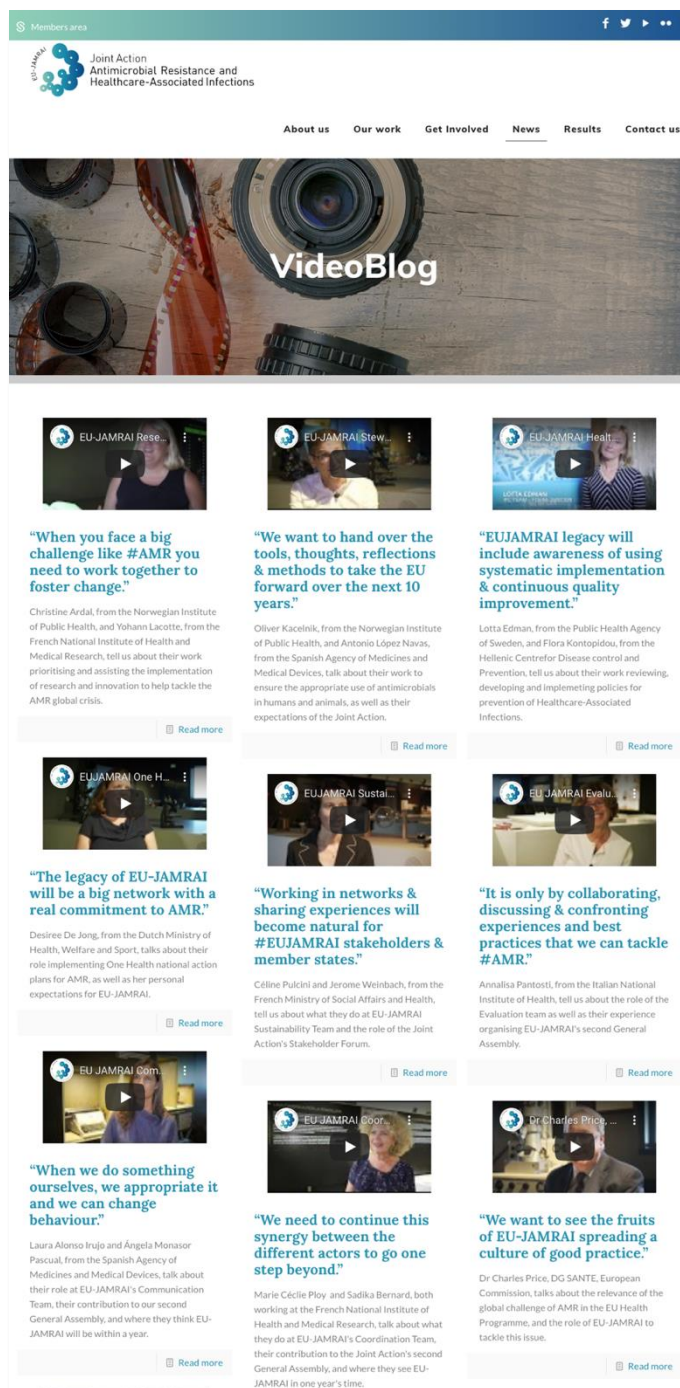 Members area
EU-JAMRAI
Joint Action
Antimicrobial Resistance and
Healthcare-Associated Infections
About us Our work Get Involved News Results Contact us
VideoBlog
EU-JAMRAI Rese...
“When you face a big
challenge like #AMR you
need to work together to
foster change.”
Christine Ardal, from the Norwegian Institute
of Public Health, and Yohann Lacotte, from the
French National Institute of Health and
Medical Research, tell us about their work
prioritising and assisting the implementation
of research and innovation to help tackle the
AMR global crisis.
Read more
EU-JAMRAI Stew...
“We want to hand over the
tools, thoughts, reflections
& methods to take the EU
forward over the next 10
years.”
Oliver Kacelnik, from the Norwegian Institute
of Public Health, and Antonio López Navas,
from the Spanish Agency of Medicines and
Medical Devices, talk about their work to
ensure the appropriate use of antimicrobials
in humans and animals, as well as their
expectations of the Joint Action.
Read more
EU-JAMRAI Healt...
LOTTA EDMAN
“EUJAMRAI legacy will
include awareness of using
systematic implementation
& continuous quality
improvement.”
Lotta Edman, from the Public Health Agency
of Sweden, and Flora Kontopidou, from the
Hellenic Centrefor Disease control and
Prevention, tell us about their work reviewing,
developing and implemeting policies for
prevention of Healthcare-Associated
Infections.
Read more
EUJAMRAI One H...
“The legacy of EU-JAMRAI
will be a big network with a
real commitment to AMR.”
Desiree De Jong, from the Dutch Ministry of
Health, Welfare and Sport, talks about their
role implementing One Health national action
plans for AMR, as well as her personal
expectations for EU-JAMRAI.
Read more
EUJAMRAI Sustai...
“Working in networks &
sharing experiences will
become natural for
#EUJAMRAI stakeholders &
member states.”
Céline Pulcini and Jerome Weinbach, from the
French Ministry of Social Affairs and Health,
tell us about what they do at EU-JAMRAI
Sustainability Team and the role of the Joint
Action's Stakeholder Forum.
Read more
EU JAMRAI Evalu...
“It is only by collaborating,
discussing & confronting
experiences and best
practices that we can tackle
#AMR.”
Annalisa Pantosti, from the Italian National
Institute of Health, tell us about the role of the
Evaluation team as well as their experience
organising EU-JAMRAI's second General
Assembly.
Read more
EU JAMRAI Com...
“When we do something
ourselves, we appropriate it
and we can change
behaviour.”
Laura Alonso Irujo and Ángela Monasor
Pascual, from the Spanish Agency of
Medicines and Medical Devices, talk about
their role at EU-JAMRAI's Communication
Team, their contribution to our second
General Assembly, and where they think EU-
JAMRAI will be within a year.
Read more
EU JAMRAI Coor...
“We need to continue this
synergy between the
different actors to go one
step beyond.”
Marie Céclie Ploy and Sadika Bernard, both
working at the French National Institute of
Health and Medical Research, talk about what
they do at EU-JAMRAI's Coordination Team,
their contribution to the Joint Action's second
General Assembly, and where they see EU-
JAMRAI in one year's time.
Dr Charles Price, ...
“We want to see the fruits
of EU-JAMRAI spreading a
culture of good practice.”
Dr Charles Price, DG SANTE, European
Commission, talks about the relevance of the
global challenge of AMR in the EU Health
Programme, and the role of EU-JAMRAI to
tackle this issue.
Read more